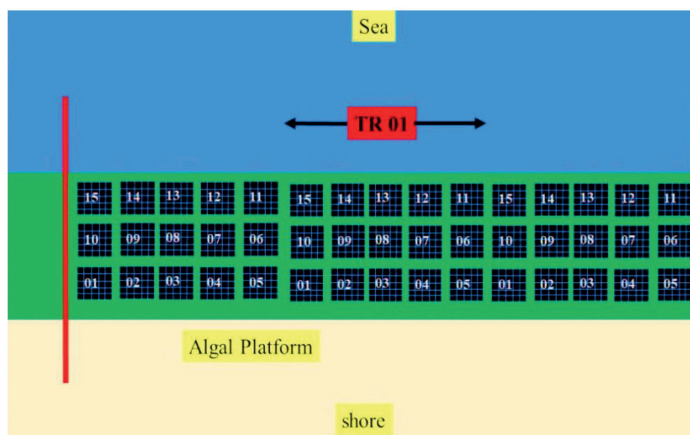 Sea
TR 01
15 14 13 12 11 15 14 13 12 11 15 14 13 12 11
10 09 08 07 06 10 09 08 07 06 10 09 08 07 06
01 02 03 04 05 01 02 03 04 05 01 02 03 04 05
Algal Platform
shore